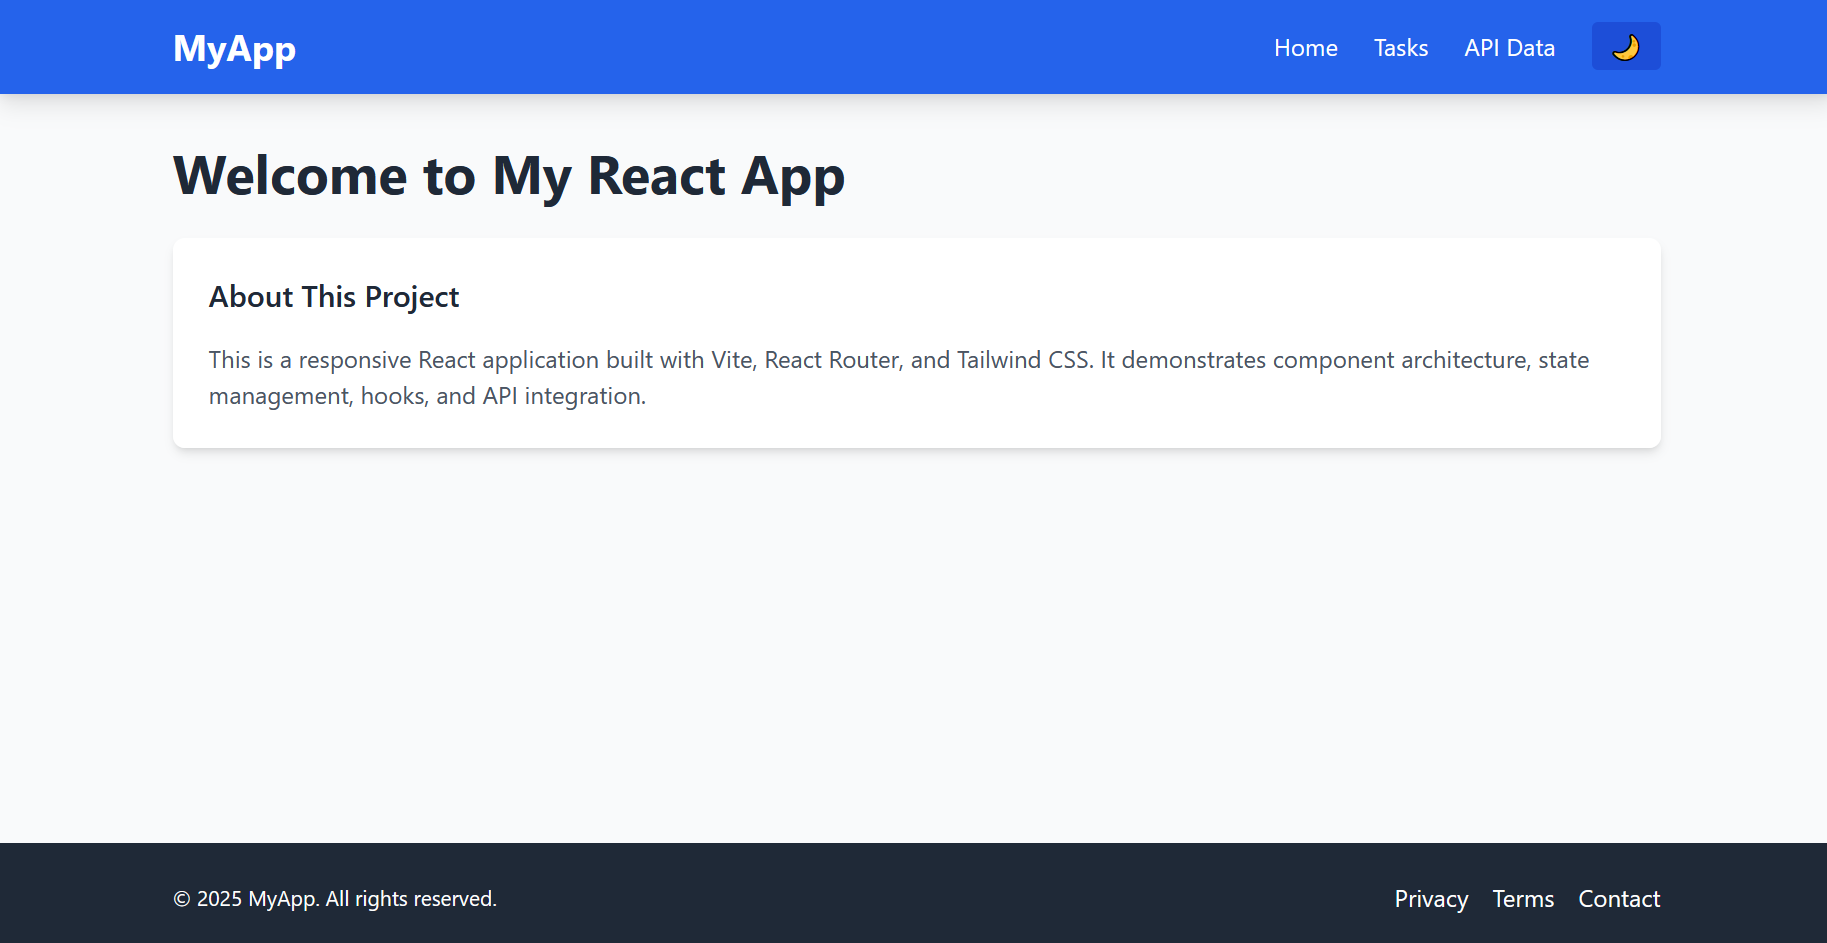 MyApp
Home Tasks API Data
Welcome to My React App
About This Project
This is a responsive React application built with Vite, React Router, and Tailwind CSS. It demonstrates component architecture, state
management, hooks, and API integration.
© 2025 MyApp. All rights reserved.
Privacy Terms Contact